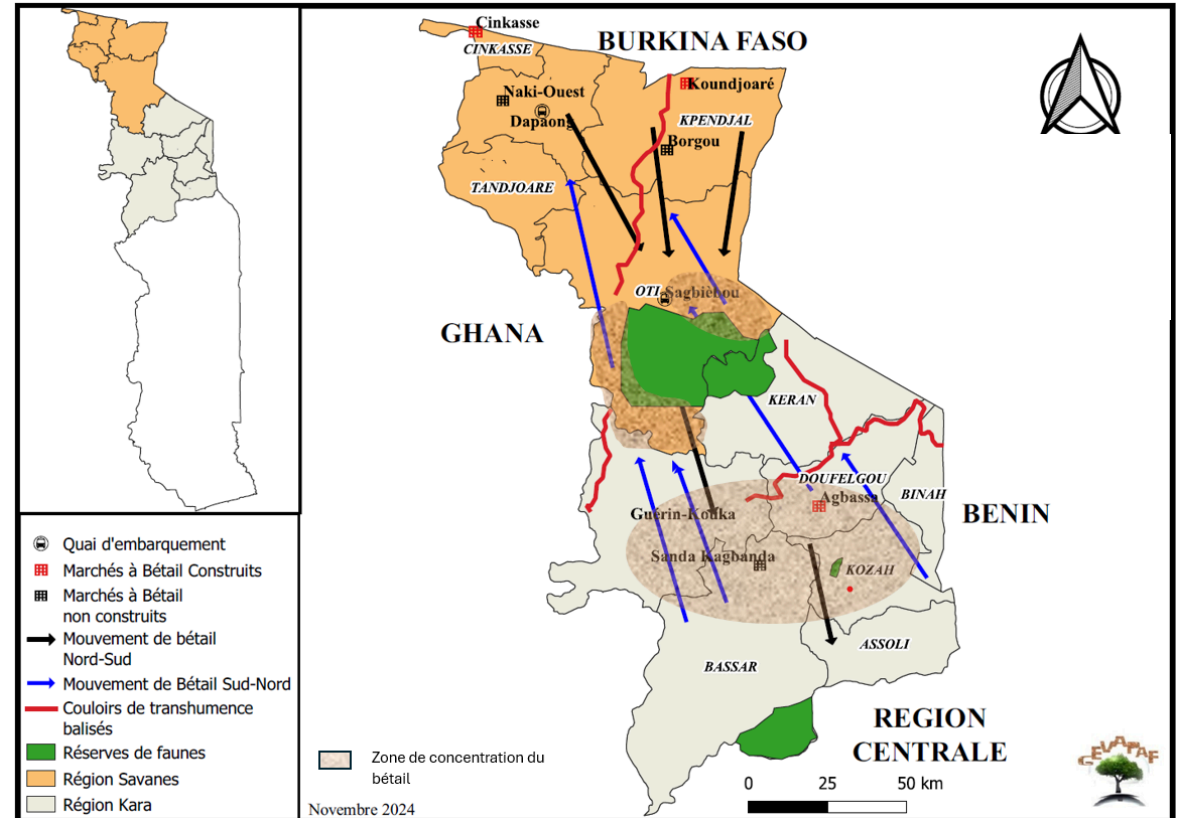 Cinkasse
CINKASSE
BURKINA FASO
Koundjoaré
Naki-Ouest
Dapaong
KPENDJAL
Borgou
TANDJOARE
OTI
Sagbièbou
GHANA
KERAN
DOUFELGOU
Agbassa
BINAH
BENIN
Guérin-Kouka
Sanda Kagbanda
KOZAH
ASSOLI
BASSAR
REGION
CENTRALE
Quai d'embarquement
Marchés à Bétail Construits
Marchés à Bétail
non construits
Mouvement de bétail
Nord-Sud
Mouvement de Bétail Sud-Nord
Couloirs de transhumence
balisés
Réserves de faunes
Région Savanes
Région Kara
Zone de concentration du
bétail
0 25 50 km
Novembre 2024